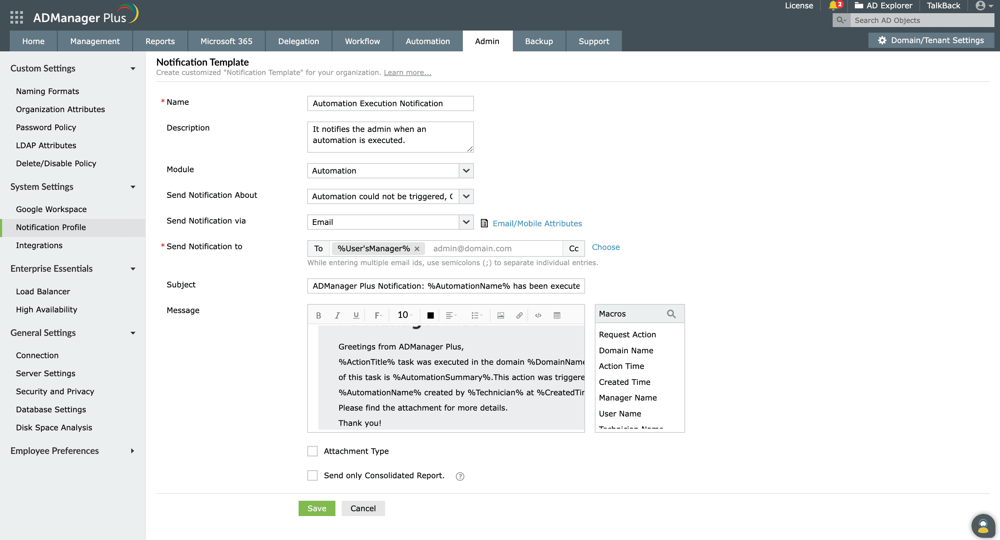 ADManager Plus
License
2
AD Explorer
TalkBack
Search AD Objects
Home
Management
Reports
Microsoft 365
Delegation
Workflow
Automation
Admin
Backup
Support
Domain/Tenant Settings
Custom Settings
Naming Formats
Organization Attributes
Password Policy
LDAP Attributes
Delete/Disable Policy
System Settings
Google Workspace
Notification Profile
Integrations
Enterprise Essentials
Load Balancer
High Availability
General Settings
Connection
Server Settings
Security and Privacy
Database Settings
Disk Space Analysis
Employee Preferences
Notification Template
Create customized "Notification Template" for your organization. Learn more...
* Name
Automation Execution Notification
Description
It notifies the admin when an
automation is executed.
Module
Automation
Send Notification About
Automation could not be triggered,
Send Notification via
Email
Email/Mobile Attributes
* Send Notification to
To
%User'sManager%
admin@domain.com
Cc
Choose
While entering multiple email ids, use semicolons (;) to separate individual entries.
Subject
ADManager Plus Notification: %AutomationName% has been execute
Message
B I U F 10
Greetings from ADManager Plus,
%ActionTitle% task was executed in the domain %DomainName
of this task is %AutomationSummary%.This action was triggere
%AutomationName% created by %Technician% at %CreatedTi
Please find the attachment for more details.
Thank you!
Macros
Request Action
Domain Name
Action Time
Created Time
Manager Name
User Name
Technician Name
Attachment Type
Send only Consolidated Report. ?
Save
Cancel